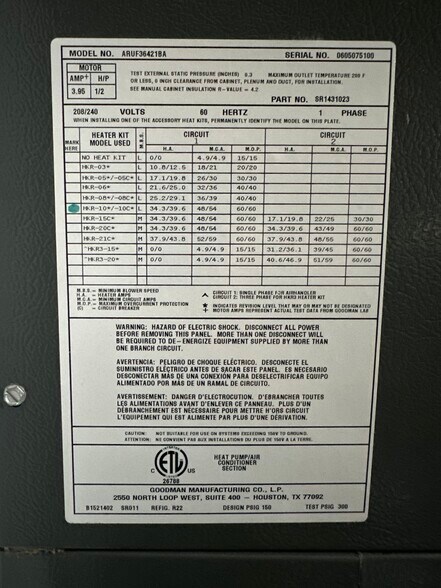 MODEL NO. ARUF364218A SERIAL NO. 0605075100
MOTOR
AMP+ H/P
3.95 1/2
TEST EXTERNAL STATIC PRESSURE (INCHES) 0.3 MAXIMUM OUTLET TEMPERATURE 200 F
OR LESS, 0 INCH CLEARANCE FROM CABINET, PLENUM AND DUCT, FOR INSTALLATION.
SEE MANUAL CABINET INSULATION R-VALUE = 4.2
PART NO. SR1431023
208/240 VOLTS 60 HERTZ 1 PHASE
WHEN INSTALLING ONE OF THE ACCESSORY HEAT KITS, PERMANENTLY IDENTIFY THE MODEL ON THIS PLATE.
MARK HERE HEATER KIT MODEL USED M.B.S. CIRCUIT 1 CIRCUIT 2
H.A. M.C.A. M.O.P. H.A. M.C.A. M.O.P.
NO HEAT KIT L 0/0 4.9/4.9 15/15
HKR-03* L 10.8/12.5 18/21 20/20
HKR-05*/-05C* L 17.1/19.8 26/30 30/30
HKR-06* L 21.6/25.0 32/36 40/40
HKR-08*/-08C* L 25.2/29.1 36/39 40/40
HKR-10*/-10C* L 34.3/39.6 48/54 60/60
HKR-15C* M 34.3/39.6 48/54 60/60 17.1/19.8 22/25 30/30
HKR-20C* M 34.3/39.6 48/54 60/60 34.3/39.6 43/49 60/60
HKR-21C* M 37.9/43.8 52/59 60/60 37.9/43.8 48/55 60/60
^HKR3-15* M 0/0 4.9/4.9 15/15 31.2/36.1 39/45 60/60
^HKR3-20* M 0/0 4.9/4.9 15/15 40.6/46.9 51/59 60/60
M.B.S. = MINIMUM BLOWER SPEED
H.A. = HEATER AMPS
M.C.A. = MINIMUM CIRCUIT AMPS
M.O.P. = MAXIMUM OVERCURRENT PROTECTION
(C) = CIRCUIT BREAKER
^ CIRCUIT 1: SINGLE PHASE FOR AIRHANDLER
CIRCUIT 2: THREE PHASE FOR HKR3 HEATER KIT
* INDICATES REVISION LEVEL THAT MAY OR MAY NOT BE DESIGNATED
+ MOTOR AMPS REPRESENT ACTUAL TEST DATA FROM GOODMAN LAB
WARNING: HAZARD OF ELECTRIC SHOCK. DISCONNECT ALL POWER
BEFORE REMOVING THIS PANEL. MORE THAN ONE DISCONNECT WILL
BE REQUIRED TO DE-ENERGIZE EQUIPMENT SUPPLIED BY MORE THAN
ONE BRANCH CIRCUIT.
AVERTENCIA: PELIGRO DE CHOQUE ELÉCTRICO. DESCONECTE EL
SUMINISTRO ELÉCTRICO ANTES DE SACAR ESTE PANEL. ES NECESARIO
DESCONECTAR MÁS DE UNA CONEXIÓN PARA DESELECTRIFICAR EQUIPO
ALIMENTADO POR MÁS DE UN RAMAL DE CIRCUITO.
AVERTISSEMENT: DANGER D'ELECTROCUTION. D'EBRANCHER TOUTES
LES ALIMENTATIONS AVANT D'ENLEVER CE PANNEAU. PLUS D'UN
D'EBRANCHEMENT EST NÉCESSAIRE POUR METTRE H'ORS CIRCUIT
L'EQUIPEMENT QUI EST ALIMENTE PAR PLUS D'UNE D'ÉRIVATION.
CAUTION: NOT SUITABLE FOR USE ON SYSTEMS EXCEEDING 150V TO GROUND.
ATTENTION: NE CONVIENT PAS AUX INSTALLATIONS DU PLUS DE 150V A LA TERRE.
C ETL US
26788
HEAT PUMP/AIR
CONDITIONER
SECTION
GOODMAN MANUFACTURING CO., L.P.
2550 NORTH LOOP WEST, SUITE 400 - HOUSTON, TX 77092
B1521402 SR011 REFIG. R22 DESIGN PSIG 150 TEST PSIG 300